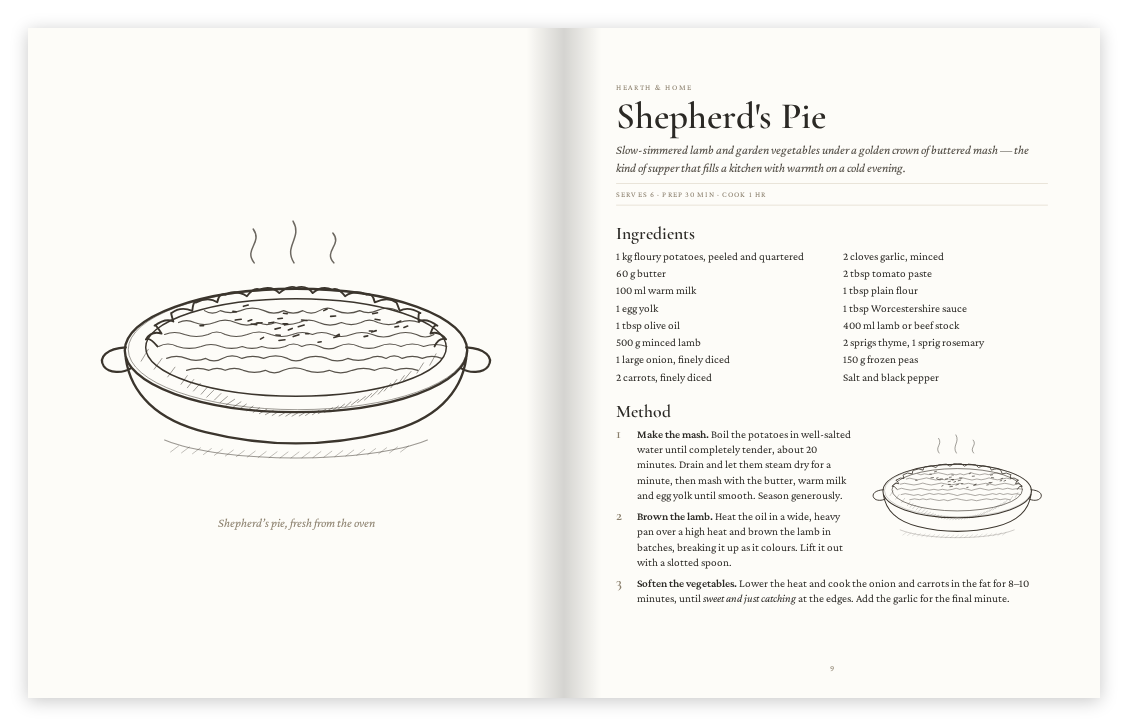 Shepherd's pie, fresh from the oven
HEARTH & HOME
Shepherd's Pie
Slow-simmered lamb and garden vegetables under a golden crown of buttered mash — the
kind of supper that fills a kitchen with warmth on a cold evening.
SERVES 6 · PREP 30 MIN · COOK 1 HR
Ingredients
1 kg floury potatoes, peeled and quartered
60 g butter
100 ml warm milk
1 egg yolk
1 tbsp olive oil
500 g minced lamb
1 large onion, finely diced
2 carrots, finely diced
2 cloves garlic, minced
2 tbsp tomato paste
1 tbsp plain flour
1 tbsp Worcestershire sauce
400 ml lamb or beef stock
2 sprigs thyme, 1 sprig rosemary
150 g frozen peas
Salt and black pepper
Method
1 Make the mash. Boil the potatoes in well-salted
water until completely tender, about 20
minutes. Drain and let them steam dry for a
minute, then mash with the butter, warm milk
and egg yolk until smooth. Season generously.
2 Brown the lamb. Heat the oil in a wide, heavy
pan over a high heat and brown the lamb in
batches, breaking it up as it colours. Lift it out
with a slotted spoon.
3 Soften the vegetables. Lower the heat and cook the onion and carrots in the fat for 8–10
minutes, until sweet and just catching at the edges. Add the garlic for the final minute.
9